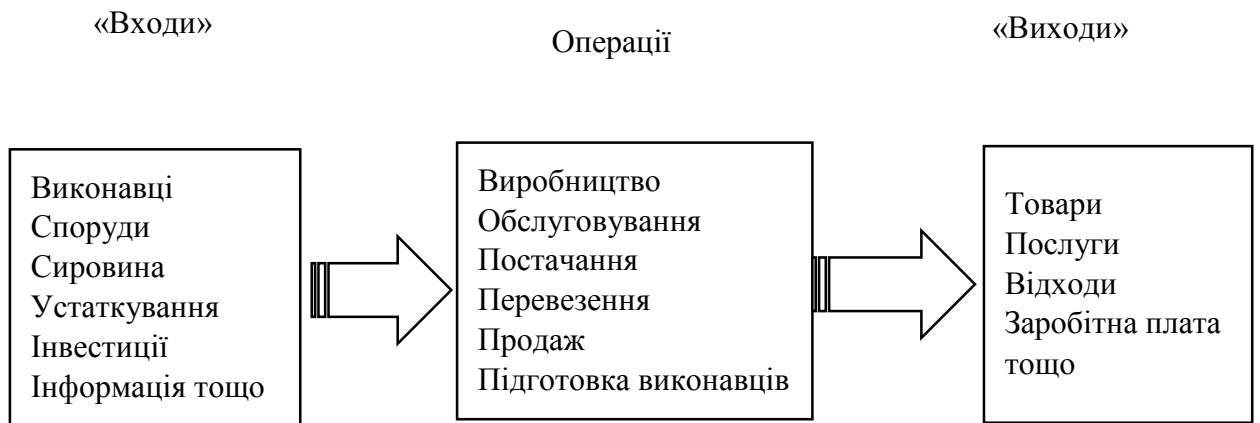 «Входи»
Операції
«Виходи»
Виконавці
Споруди
Сировина
Устаткування
Інвестиції
Інформація тощо
Виробництво
Обслуговування
Постачання
Перевезення
Продаж
Підготовка виконавців
Товари
Послуги
Відходи
Заробітна плата
тощо